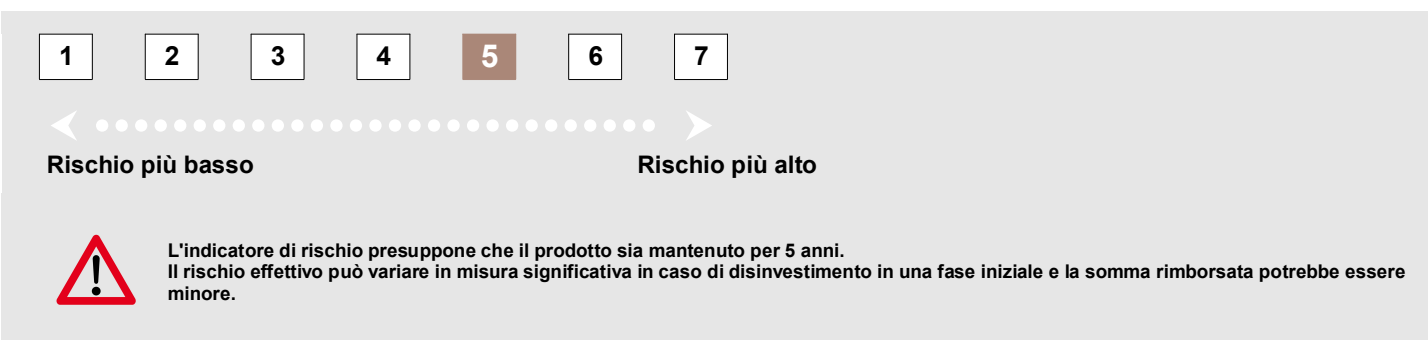 1 2 3 4 5 6 7
Rischio più basso Rischio più alto
L'indicatore di rischio presuppone che il prodotto sia mantenuto per 5 anni.
Il rischio effettivo può variare in misura significativa in caso di disinvestimento in una fase iniziale e la somma rimborsata potrebbe essere
minore.